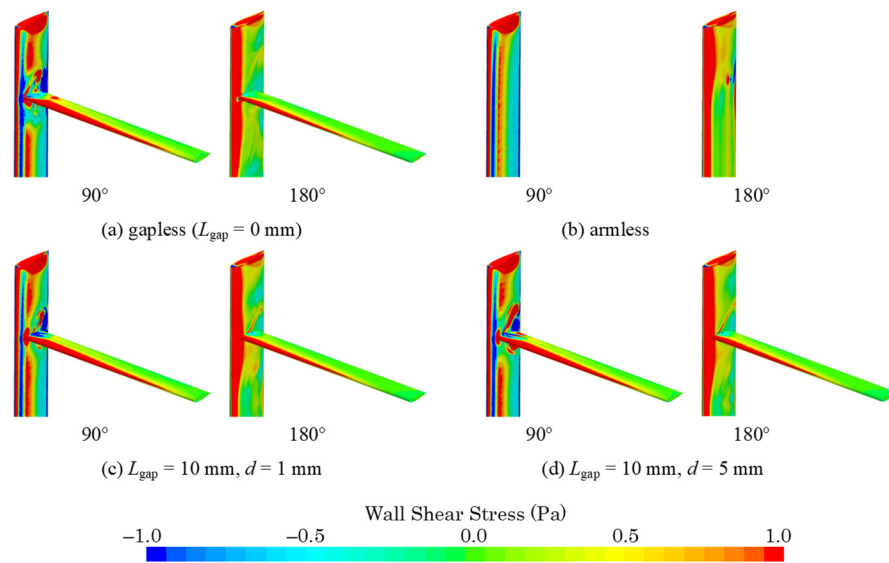 90° 180° 90° 180°
(a) gapless (L_gap = 0 mm) (b) armless
90° 180° 90° 180°
(c) L_gap = 10 mm, d = 1 mm (d) L_gap = 10 mm, d = 5 mm
Wall Shear Stress (Pa)
−1.0 −0.5 0.0 0.5 1.0